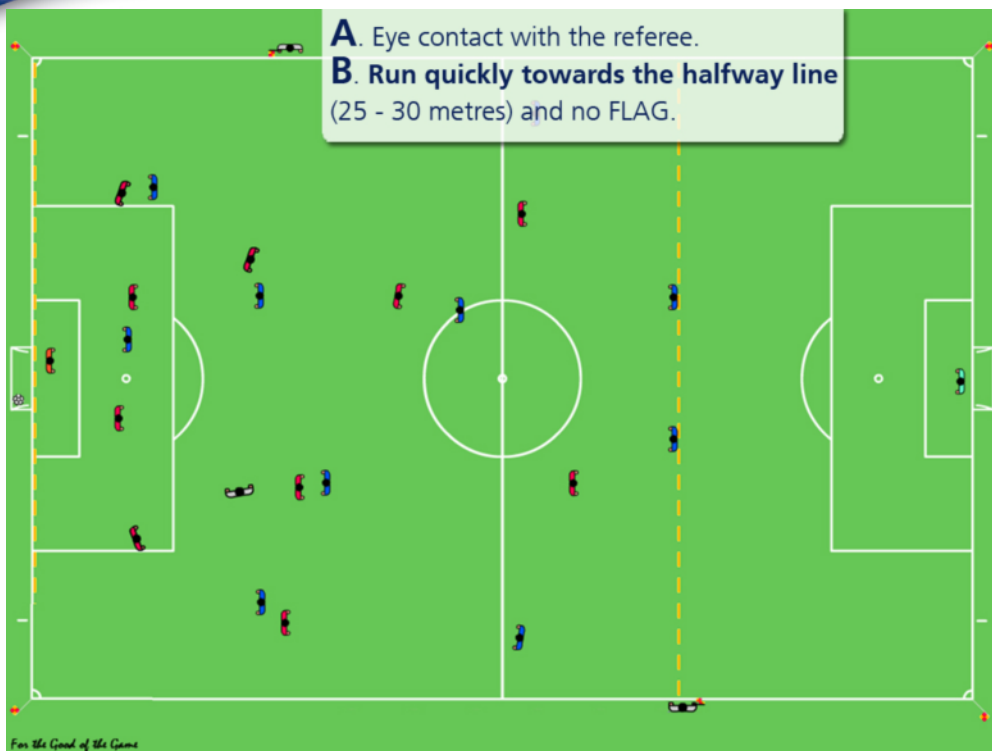 A. Eye contact with the referee.
B. Run quickly towards the halfway line
(25 - 30 metres) and no FLAG.
For the Good of the Game